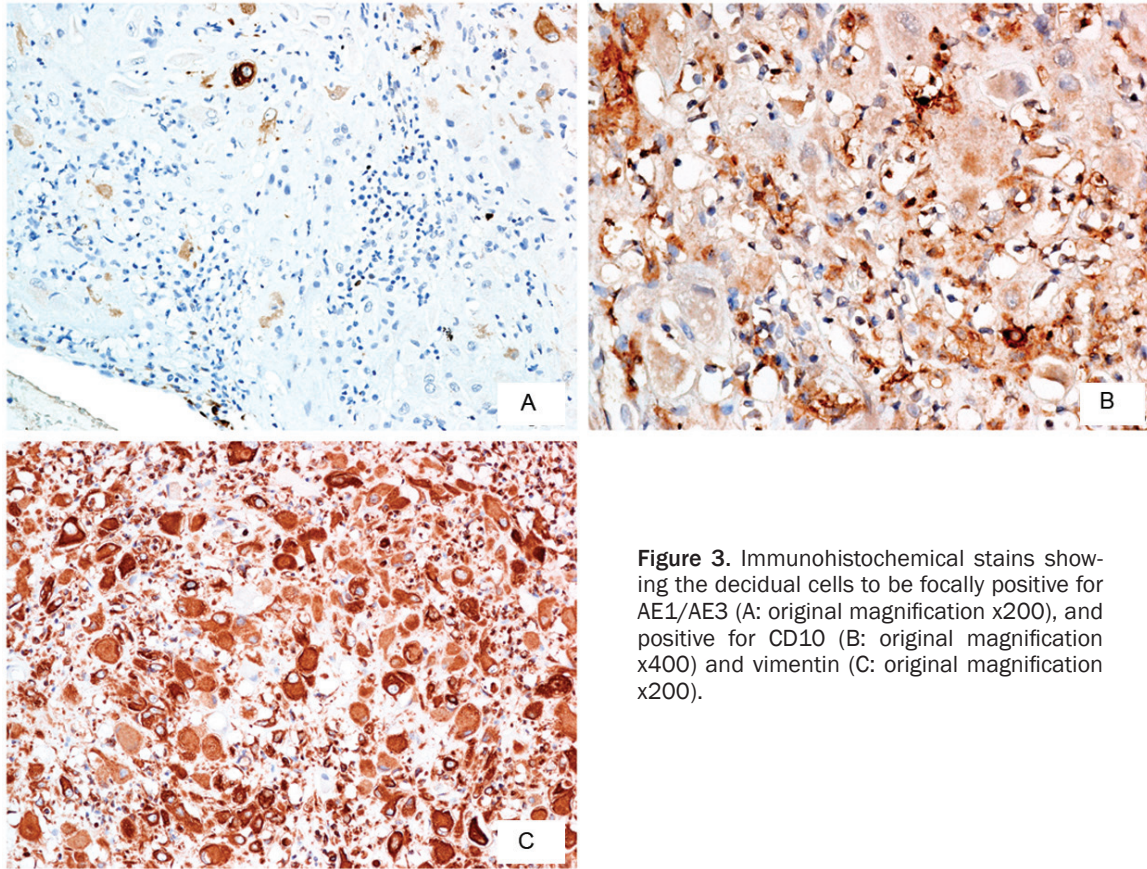 A
B
C
Figure 3. Immunohistochemical stains show-
ing the decidual cells to be focally positive for
AE1/AE3 (A: original magnification x200), and
positive for CD10 (B: original magnification
x400) and vimentin (C: original magnification
x200).